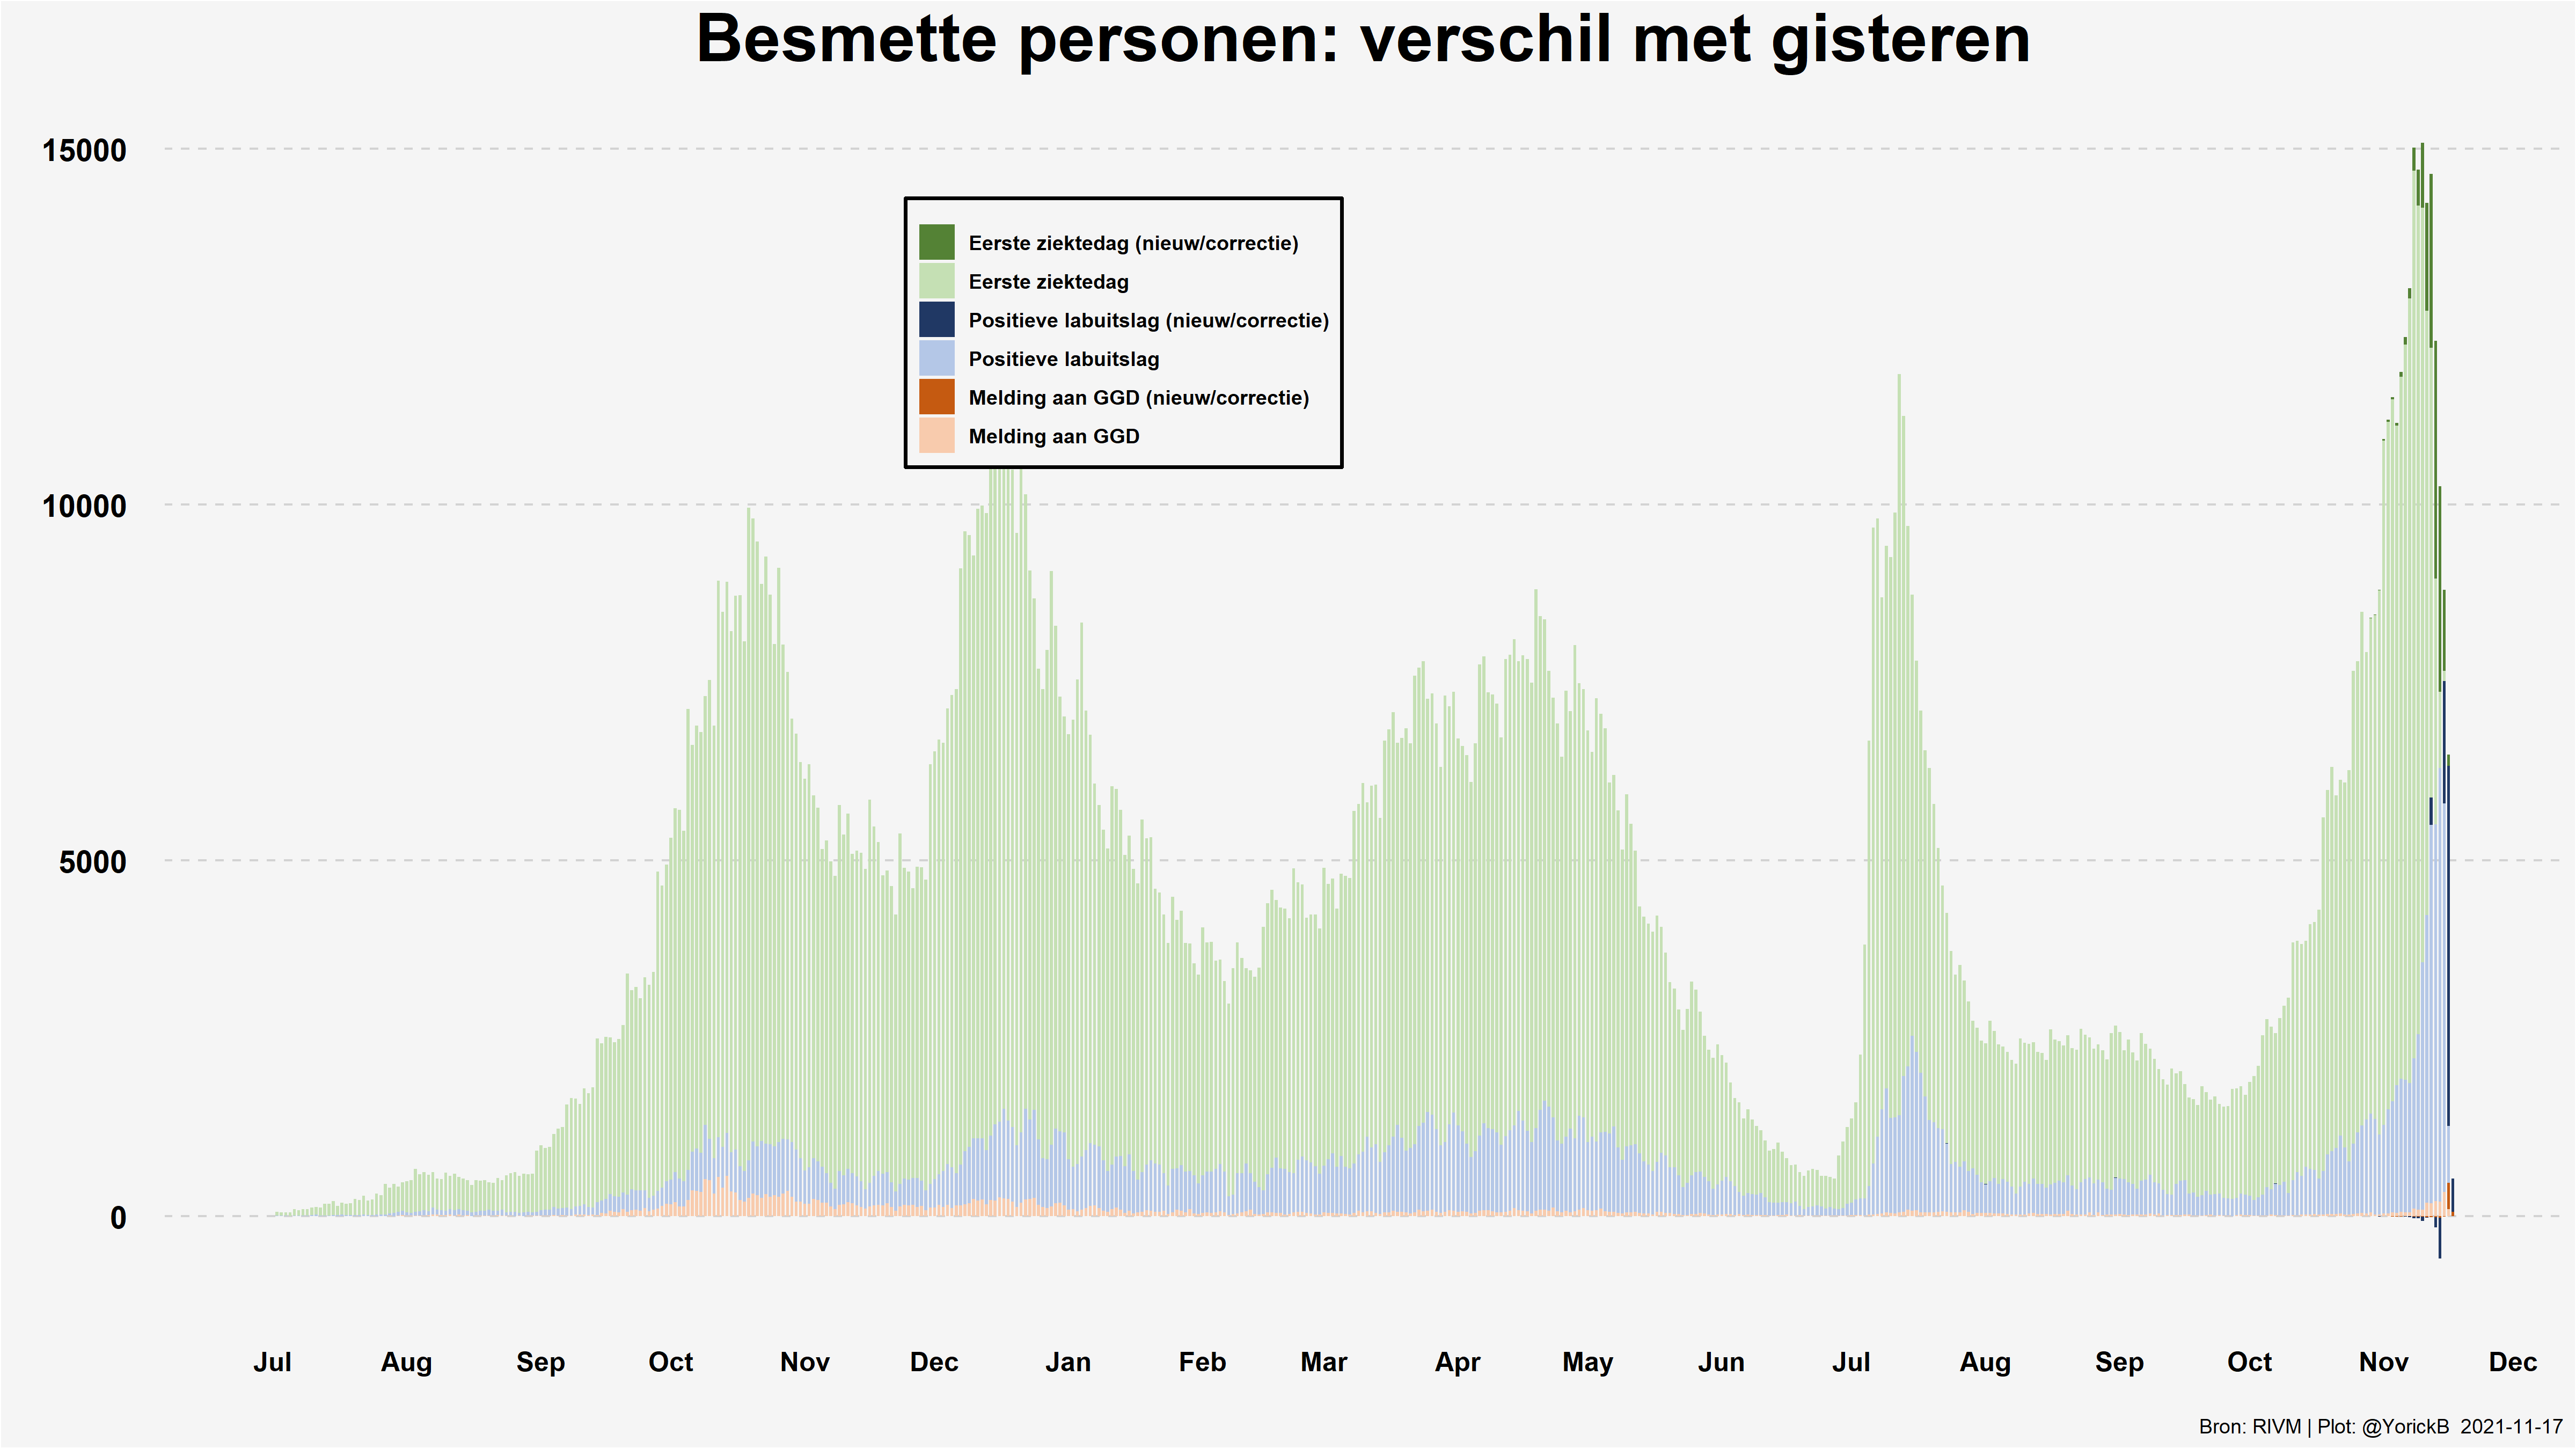 Besmette personen: verschil met gisteren
15000
10000
5000
0
Eerste ziektedag (nieuw/correctie)
Eerste ziektedag
Positieve labuitslag (nieuw/correctie)
Positieve labuitslag
Melding aan GGD (nieuw/correctie)
Melding aan GGD
Jul Aug Sep Oct Nov Dec Jan Feb Mar Apr May Jun Jul Aug Sep Oct Nov Dec
Bron: RIVM | Plot: @YorickB 2021-11-17